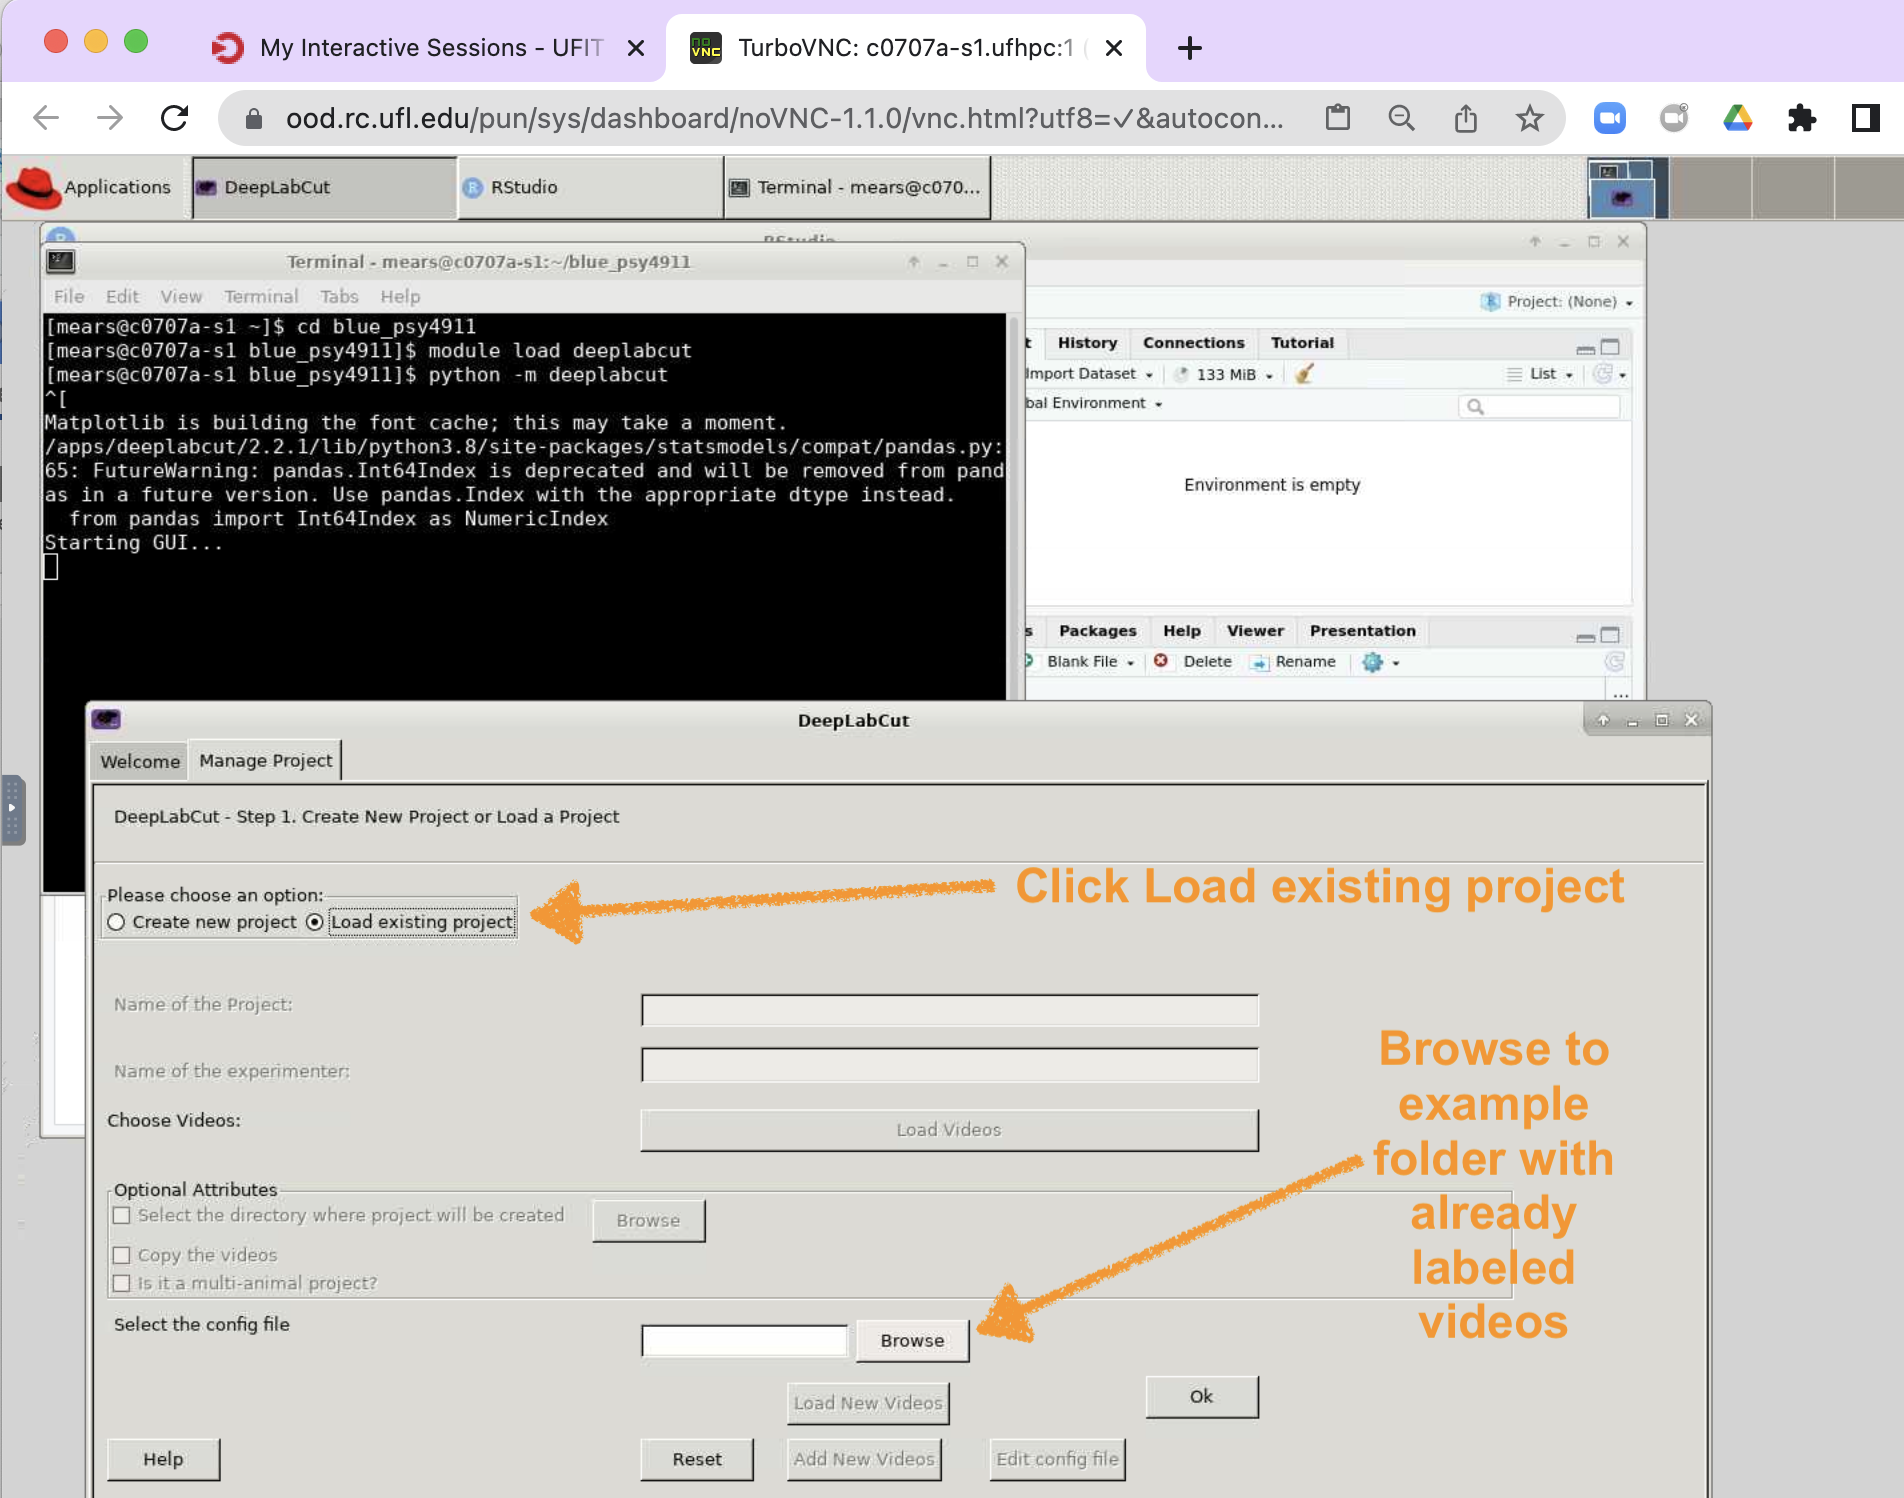 My Interactive Sessions - UFIT
TurboVNC: c0707a-s1.ufhpc:1
ood.rc.ufl.edu/pun/sys/dashboard/noVNC-1.1.0/vnc.html?utf8=✓&autocon...
Applications
DeepLabCut
RStudio
Terminal - mears@c070...
RStudio
Terminal - mears@c0707a-s1:~/blue_psy4911
File Edit View Terminal Tabs Help
[mears@c0707a-s1 ~]$ cd blue_psy4911
[mears@c0707a-s1 blue_psy4911]$ module load deeplabcut
[mears@c0707a-s1 blue_psy4911]$ python -m deeplabcut
^[
Matplotlib is building the font cache; this may take a moment.
/apps/deeplabcut/2.2.1/lib/python3.8/site-packages/statsmodels/compat/pandas.py:
65: FutureWarning: pandas.Int64Index is deprecated and will be removed from pand
as in a future version. Use pandas.Index with the appropriate dtype instead.
from pandas import Int64Index as NumericIndex
Starting GUI...
Project: (None)
t History Connections Tutorial
Import Dataset 133 MiB List
bal Environment
Environment is empty
s Packages Help Viewer Presentation
Blank File Delete Rename
...
DeepLabCut
Welcome Manage Project
DeepLabCut - Step 1. Create New Project or Load a Project
Please choose an option:
Create new project Load existing project
Click Load existing project
Name of the Project:
Name of the experimenter:
Choose Videos:
Load Videos
Optional Attributes
Select the directory where project will be created
Browse
Copy the videos
Is it a multi-animal project?
Select the config file
Browse
Browse to
example
folder with
already
labeled
videos
Load New Videos
Ok
Help
Reset
Add New Videos
Edit config file